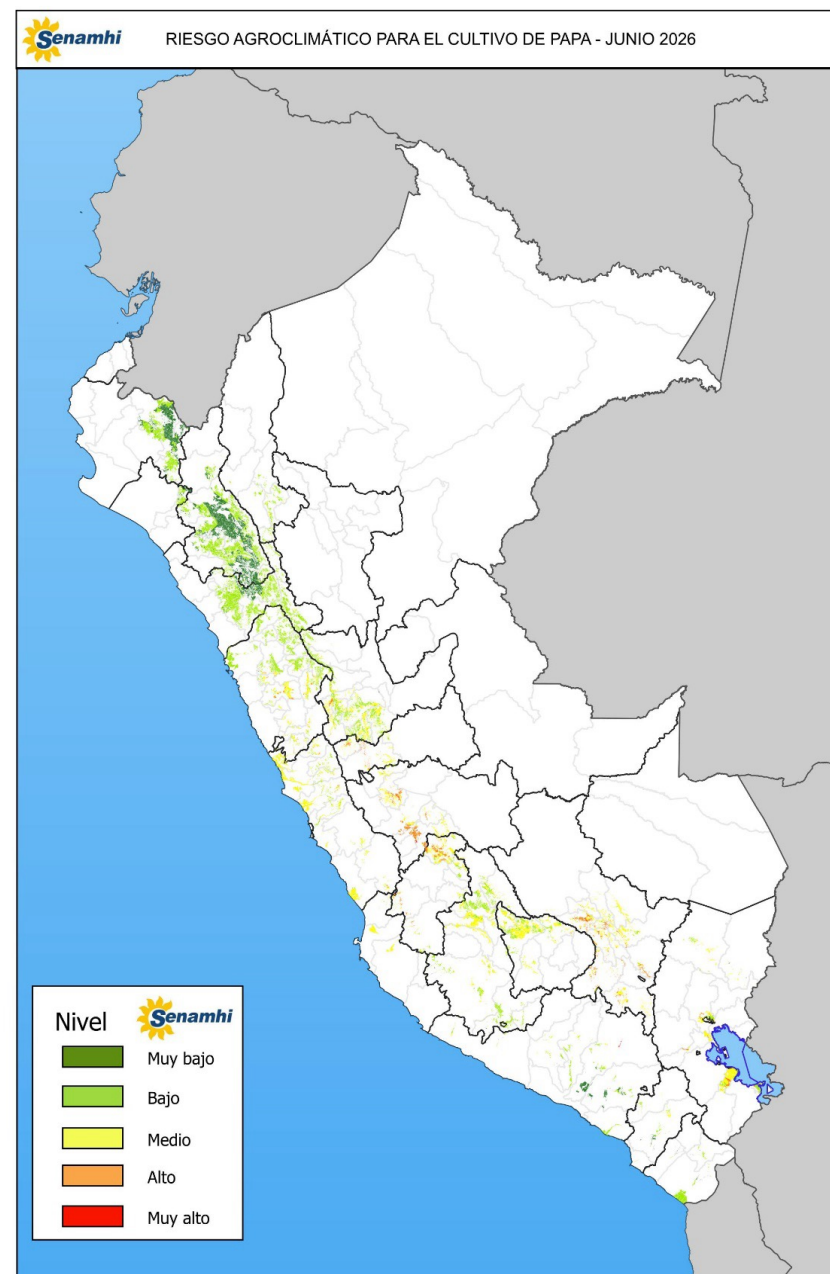 Senamhi
RIESGO AGROCLIMÁTICO PARA EL CULTIVO DE PAPA - JUNIO 2026
Nivel
Senamhi
Muy bajo
Bajo
Medio
Alto
Muy alto